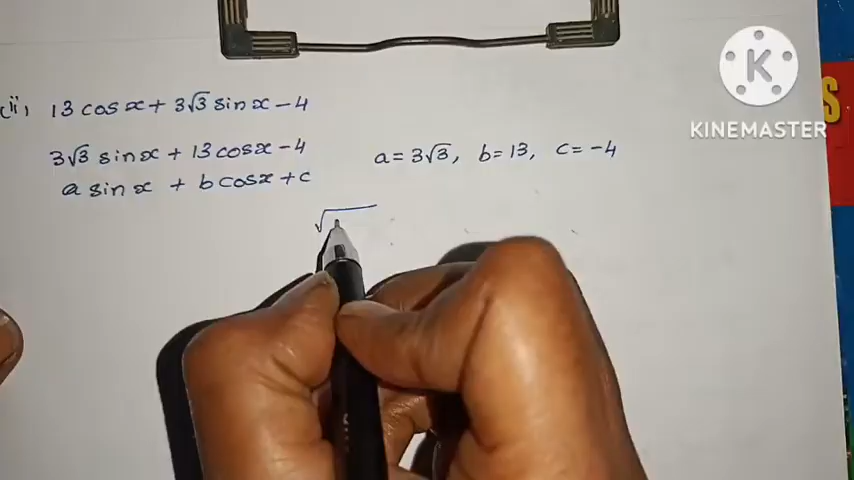 (ii) 13 cos x + 3√3 sin x − 4
3√3 sin x + 13 cos x − 4
a = 3√3, b = 13, c = −4
a sin x + b cos x + c
√
K
KINEMASTER